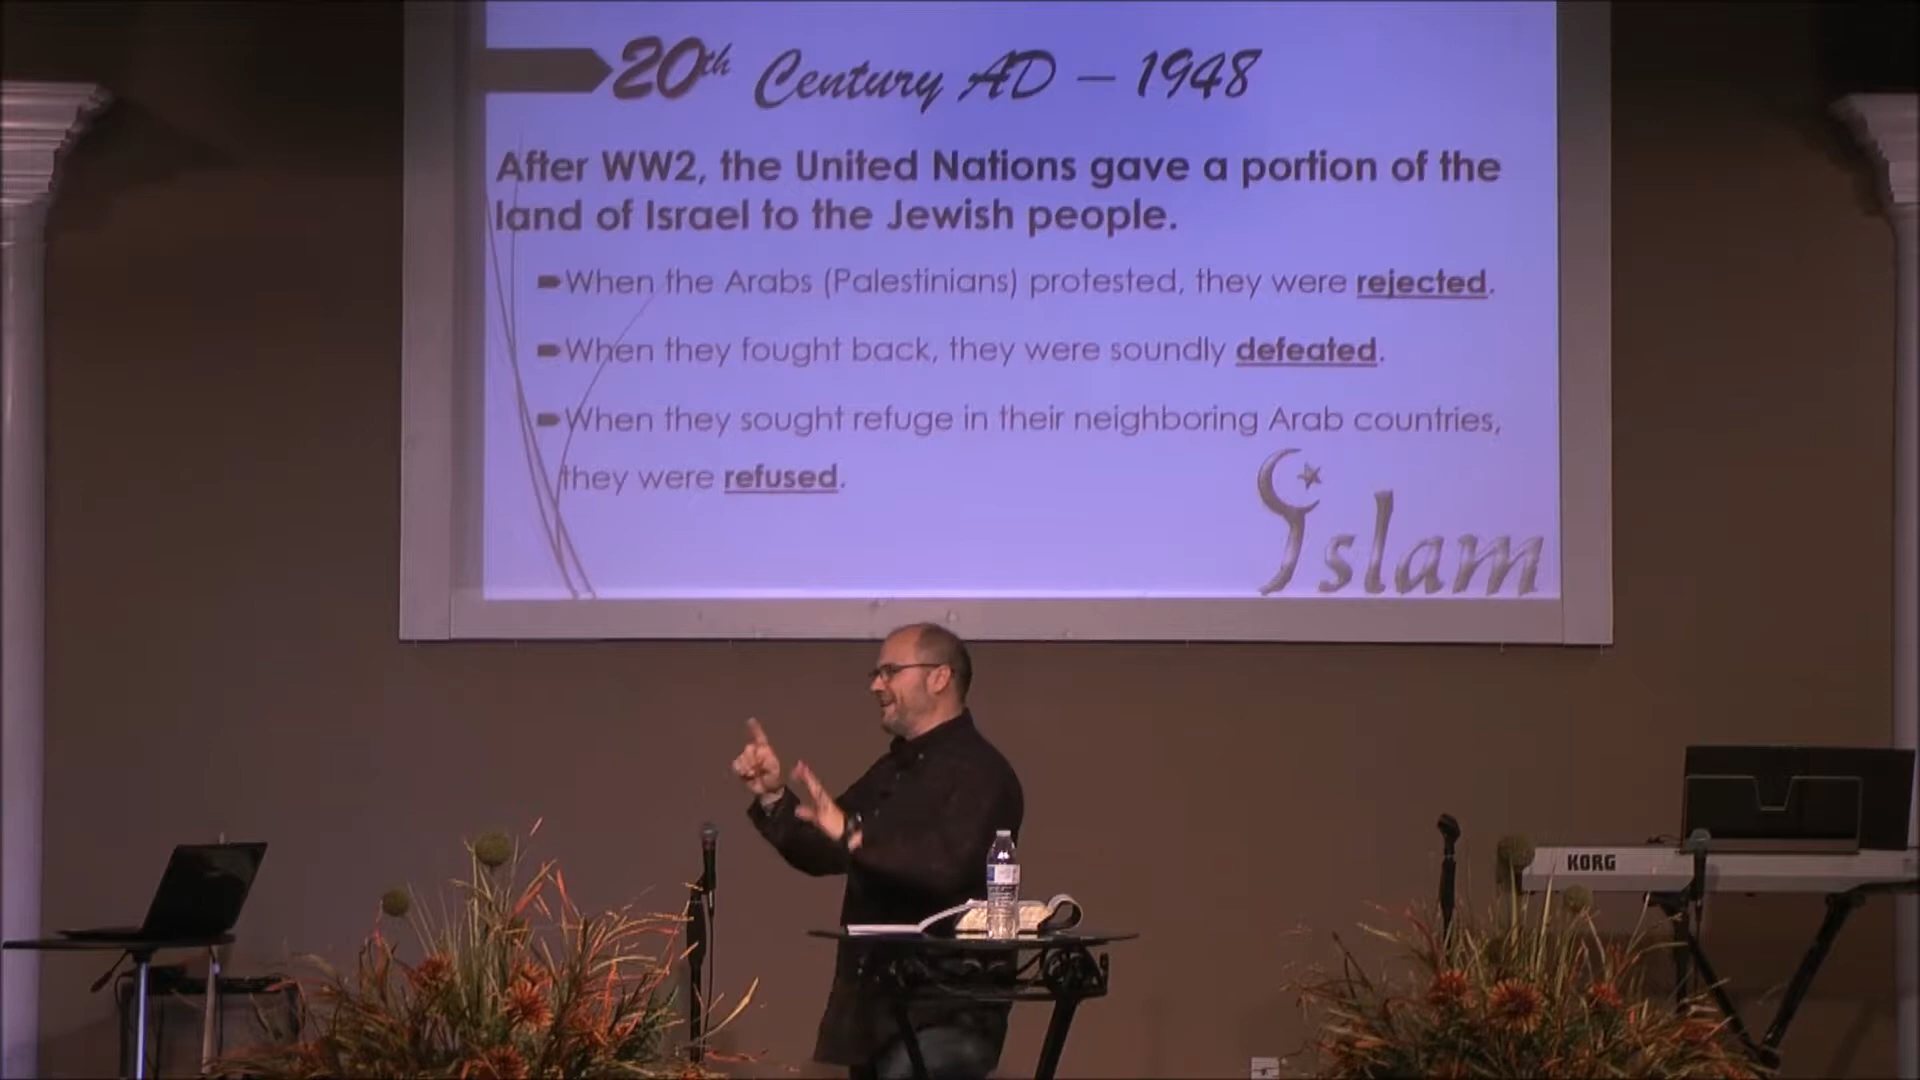 20th Century AD – 1948
After WW2, the United Nations gave a portion of the
land of Israel to the Jewish people.
When the Arabs (Palestinians) protested, they were rejected.
When they fought back, they were soundly defeated.
When they sought refuge in their neighboring Arab countries,
they were refused.
Islam
KORG